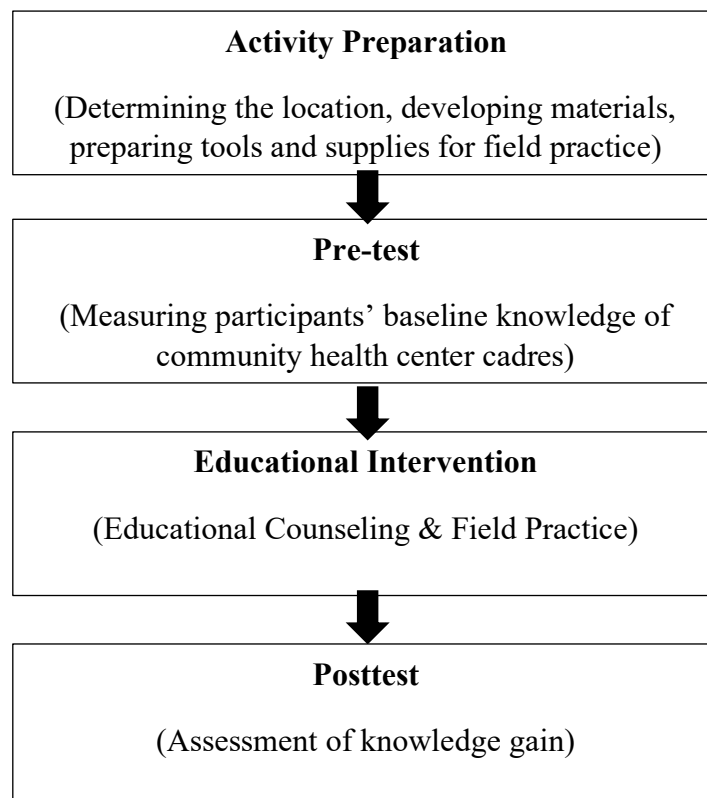 Activity Preparation
(Determining the location, developing materials,
preparing tools and supplies for field practice)
Pre-test
(Measuring participants’ baseline knowledge of
community health center cadres)
Educational Intervention
(Educational Counseling & Field Practice)
Posttest
(Assessment of knowledge gain)